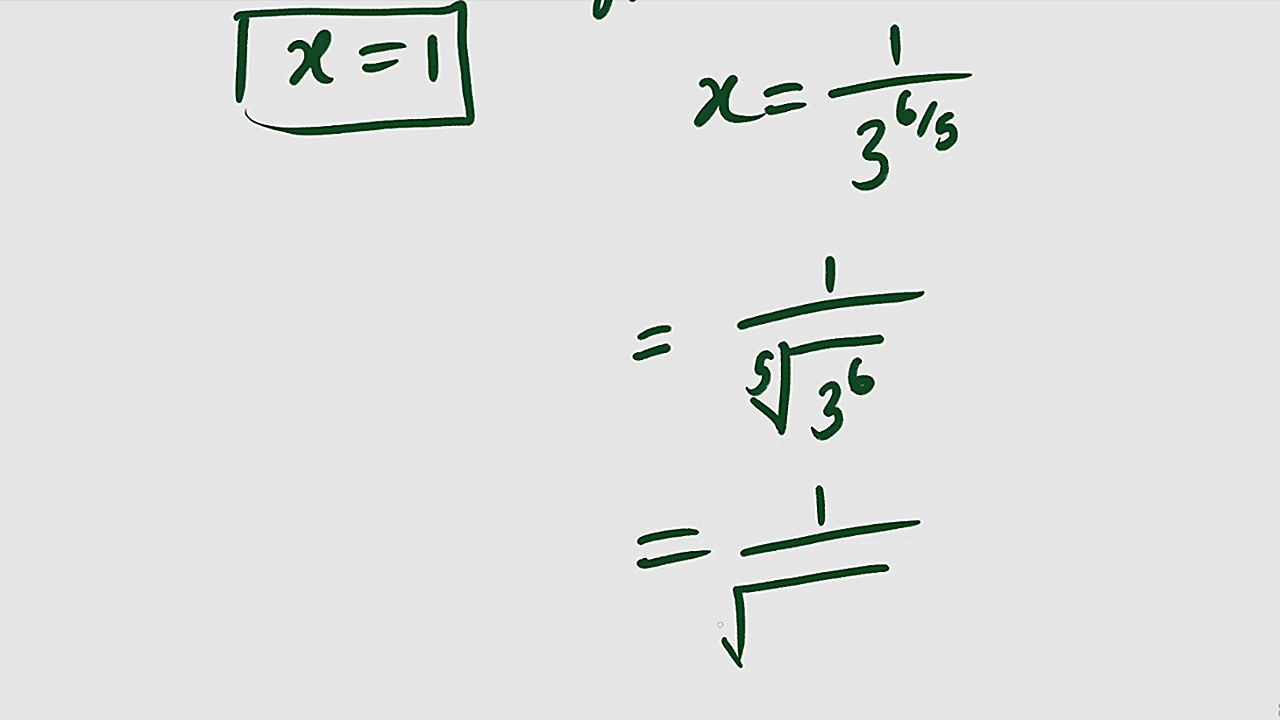 x = 1
x = 1/3^{6/5}
= 1/⁵√3⁶
= 1/√